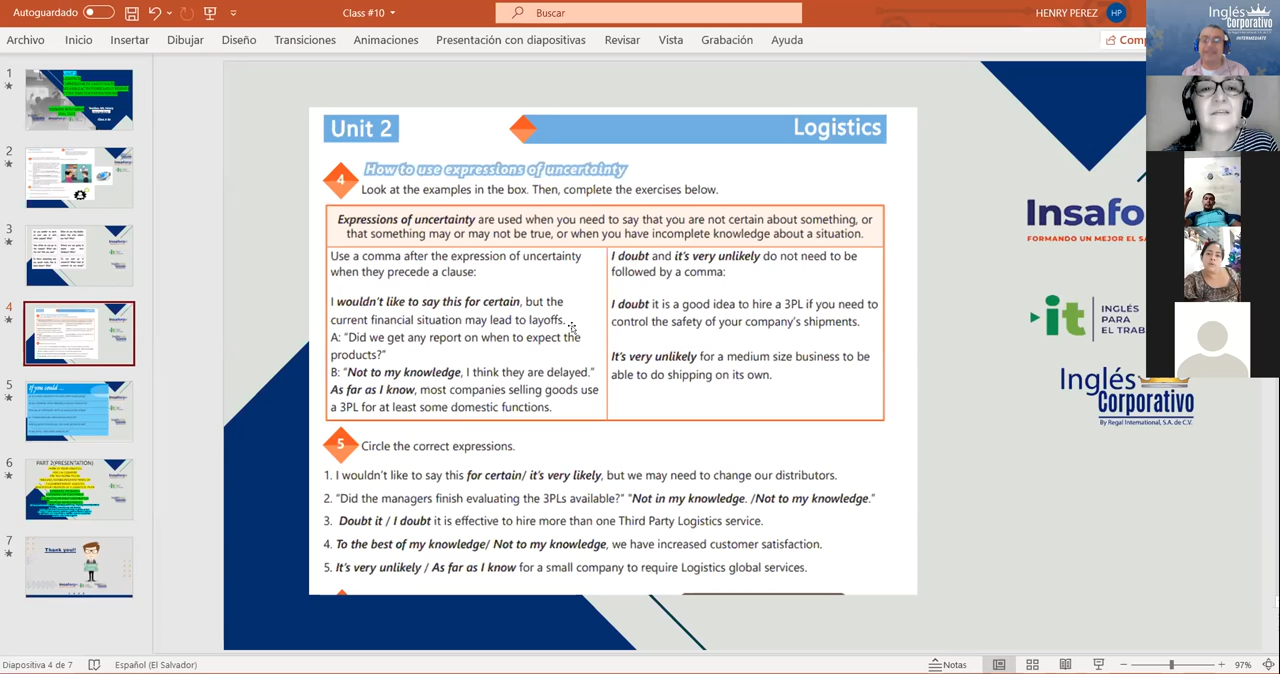 Autoguardado
Class #10
Buscar
HENRY PEREZ
HP
Archivo
Inicio
Insertar
Dibujar
Diseño
Transiciones
Animaciones
Presentación de diapositivas
Revisar
Vista
Grabación
Ayuda
Comp
Inglés
Corporativo
INTERMEDIATE
1
2
3
4
5
If you could ...
6
PART 2(PRESENTATION)
7
Thank you!
Unit 2
Logistics
4
How to use expressions of uncertainty
Look at the examples in the box. Then, complete the exercises below.
Expressions of uncertainty are used when you need to say that you are not certain about something, or
that something may or may not be true, or when you have incomplete knowledge about a situation.
Use a comma after the expression of uncertainty
when they precede a clause:
I wouldn't like to say this for certain, but the
current financial situation may lead to layoffs.
A: "Did we get any report on when to expect the
products?"
B: "Not to my knowledge, I think they are delayed."
As far as I know, most companies selling goods use
a 3PL for at least some domestic functions.
I doubt and it's very unlikely do not need to be
followed by a comma:
I doubt it is a good idea to hire a 3PL if you need to
control the safety of your company's shipments.
It's very unlikely for a medium size business to be
able to do shipping on its own.
5
Circle the correct expressions.
1. I wouldn't like to say this forcertain/ it's very likely, but we may need to change our distributors.
2. "Did the managers finish evaluating the 3PLs available?" "Not in my knowledge. /Not to my knowledge."
3. Doubt it / I doubt it is effective to hire more than one Third Party Logistics service.
4. To the best of my knowledge/ Not to my knowledge, we have increased customer satisfaction.
5. It's very unlikely / As far as I know for a small company to require Logistics global services.
Insafo
FORMANDO UN MEJOR EL SA
it
INGLÉS
PARA
EL TRAB
Inglés
Corporativo
By Regal International, S.A. de C.V.
Diapositiva 4 de 7
Español (El Salvador)
Notas
97%